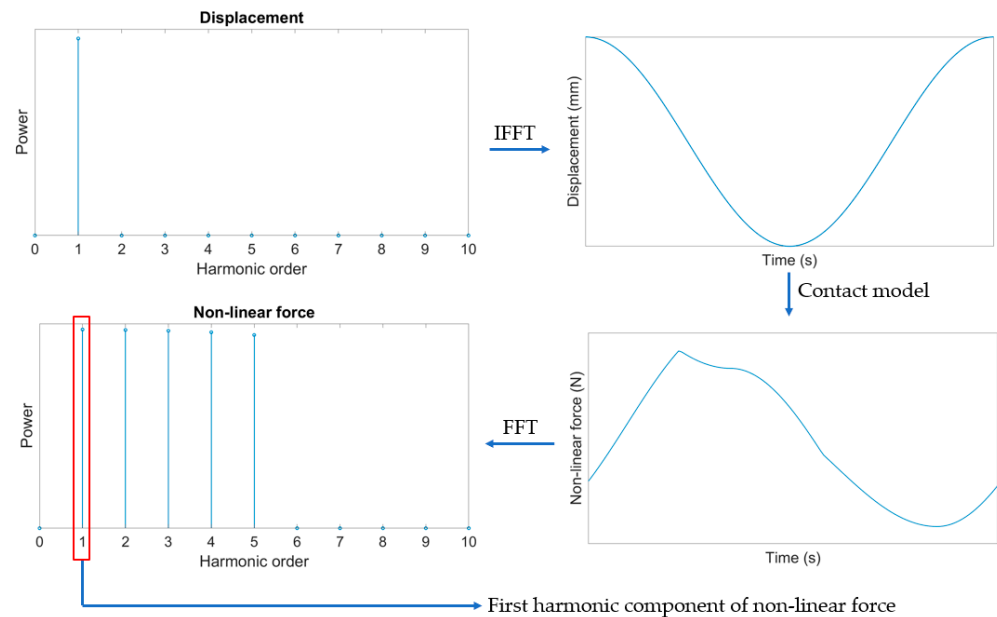 Displacement
Power
0 1 2 3 4 5 6 7 8 9 10
Harmonic order
IFFT
Displacement (mm)
Time (s)
Contact model
Non-linear force
Power
0 1 2 3 4 5 6 7 8 9 10
Harmonic order
FFT
Non-linear force (N)
Time (s)
First harmonic component of non-linear force